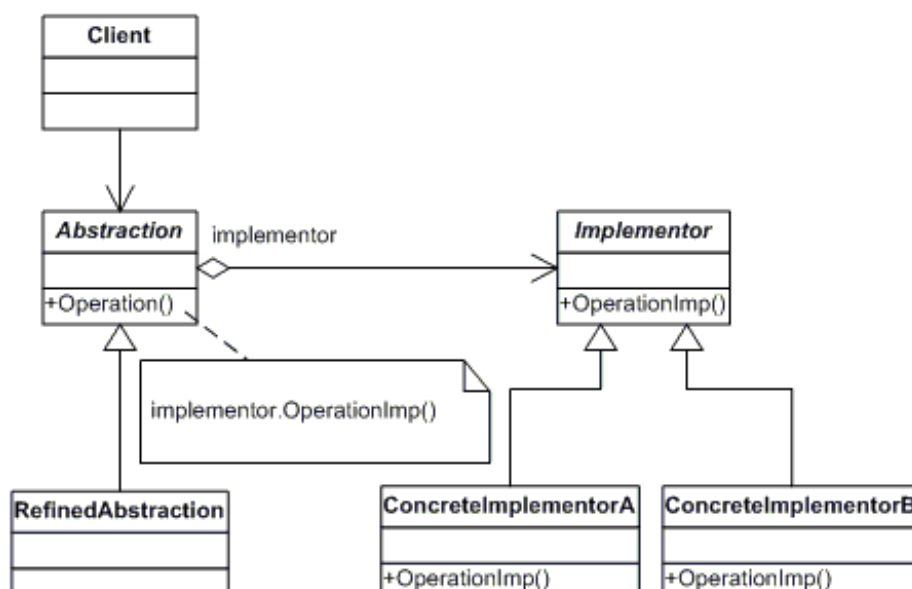 Client
Abstraction
implementor
Implementor
+Operation()
+OperationImp()
implementor.OperationImp()
RefinedAbstraction
ConcreteImplementorA
ConcreteImplementorB
+OperationImp()
+OperationImp()